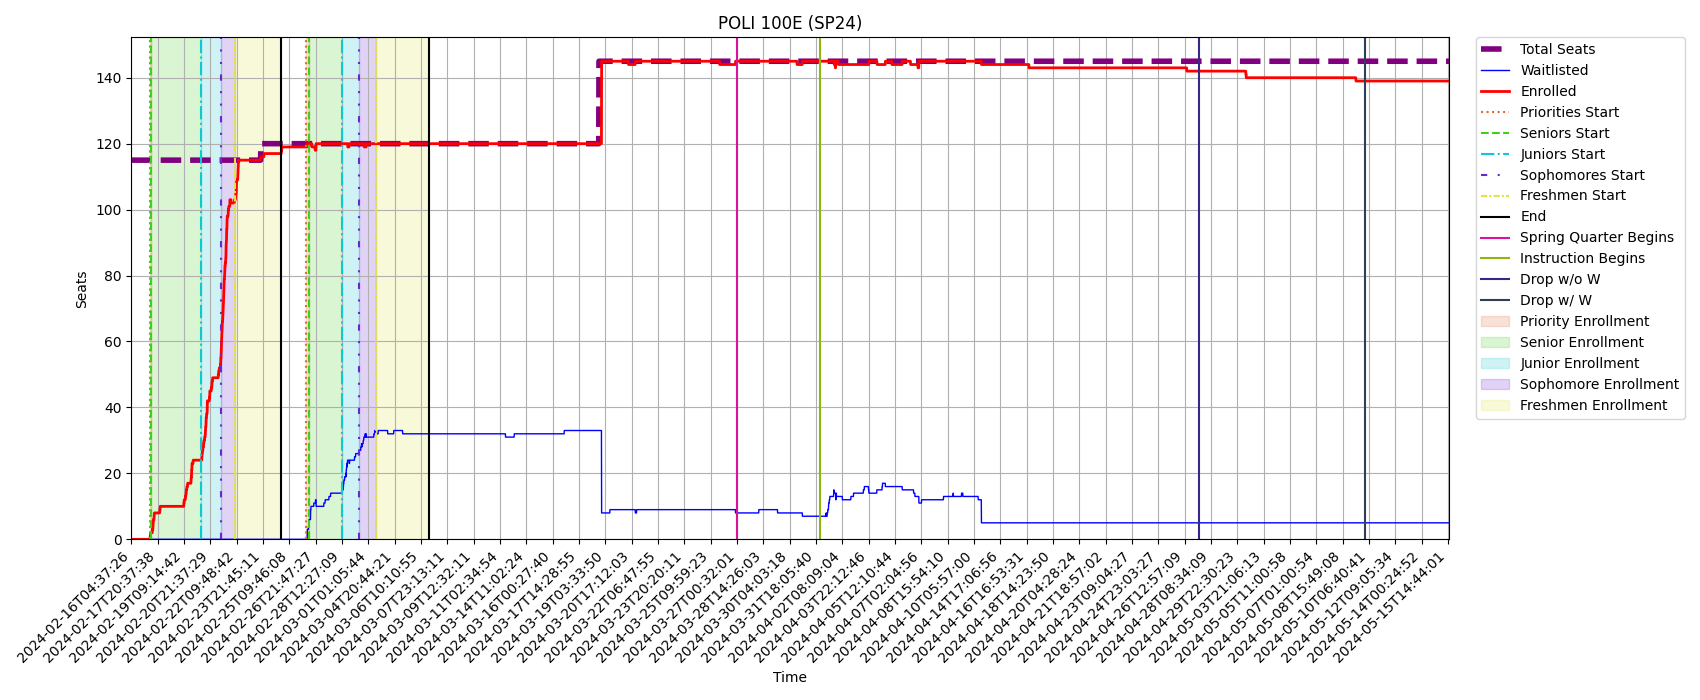 POLI 100E (SP24)
Seats
140
120
100
80
60
40
20
0
2024-02-16T04:37:26
2024-02-17T20:37:38
2024-02-19T09:14:42
2024-02-20T21:37:29
2024-02-22T09:48:42
2024-02-23T21:45:11
2024-02-25T09:46:08
2024-02-26T21:47:27
2024-02-28T12:27:09
2024-03-01T01:05:44
2024-03-04T20:44:21
2024-03-06T10:10:55
2024-03-07T23:13:11
2024-03-09T12:32:11
2024-03-11T02:34:54
2024-03-14T11:02:24
2024-03-16T00:27:40
2024-03-17T14:28:55
2024-03-19T03:33:50
2024-03-20T17:12:03
2024-03-22T06:47:55
2024-03-23T20:20:11
2024-03-25T09:59:23
2024-03-27T00:32:01
2024-03-28T14:26:03
2024-03-30T04:03:18
2024-03-31T18:05:40
2024-04-02T08:09:04
2024-04-03T22:12:46
2024-04-05T12:10:44
2024-04-07T02:04:56
2024-04-08T15:54:10
2024-04-10T05:57:00
2024-04-14T17:06:56
2024-04-16T16:53:31
2024-04-18T14:23:50
2024-04-20T04:28:24
2024-04-21T18:57:02
2024-04-23T09:04:27
2024-04-24T23:03:27
2024-04-26T12:57:09
2024-04-28T08:34:09
2024-04-29T22:30:23
2024-05-03T21:06:13
2024-05-05T11:00:58
2024-05-07T01:00:54
2024-05-08T15:49:08
2024-05-10T06:40:41
2024-05-12T09:05:34
2024-05-14T00:24:52
2024-05-15T14:44:01
Time
Total Seats
Waitlisted
Enrolled
Priorities Start
Seniors Start
Juniors Start
Sophomores Start
Freshmen Start
End
Spring Quarter Begins
Instruction Begins
Drop w/o W
Drop w/ W
Priority Enrollment
Senior Enrollment
Junior Enrollment
Sophomore Enrollment
Freshmen Enrollment